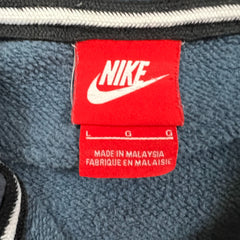 NIKE
L G G
MADE IN MALAYSIA
FABRIQUE EN MALAISIE